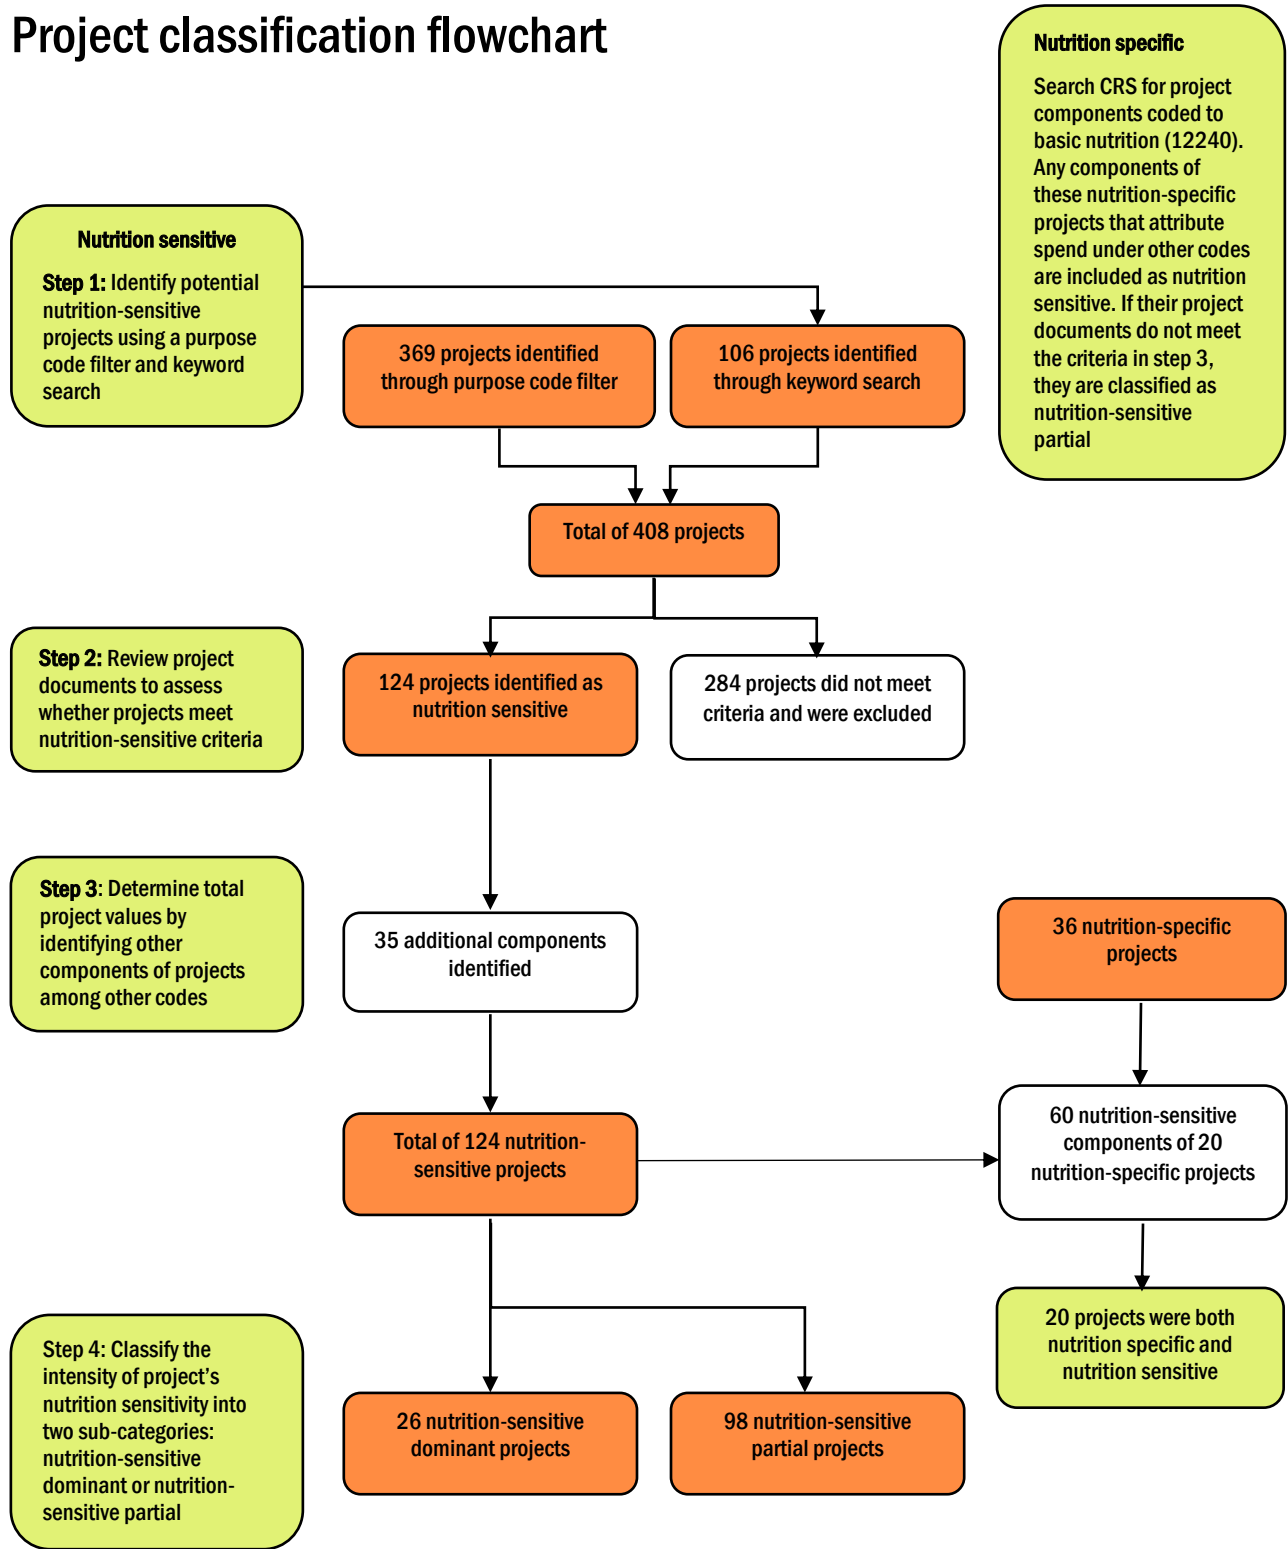 Project classification flowchart
Nutrition specific
Search CRS for project
components coded to
basic nutrition (12240).
Any components of
these nutrition-specific
projects that attribute
spend under other codes
are included as nutrition
sensitive. If their project
documents do not meet
the criteria in step 3,
they are classified as
nutrition-sensitive
partial
Nutrition sensitive
Step 1: Identify potential
nutrition-sensitive
projects using a purpose
code filter and keyword
search
369 projects identified
through purpose code filter
106 projects identified
through keyword search
Total of 408 projects
Step 2: Review project
documents to assess
whether projects meet
nutrition-sensitive criteria
124 projects identified as
nutrition sensitive
284 projects did not meet
criteria and were excluded
Step 3: Determine total
project values by
identifying other
components of projects
among other codes
35 additional components
identified
36 nutrition-specific
projects
Total of 124 nutrition-
sensitive projects
60 nutrition-sensitive
components of 20
nutrition-specific projects
20 projects were both
nutrition specific and
nutrition sensitive
Step 4: Classify the
intensity of project’s
nutrition sensitivity into
two sub-categories:
nutrition-sensitive
dominant or nutrition-
sensitive partial
26 nutrition-sensitive
dominant projects
98 nutrition-sensitive
partial projects